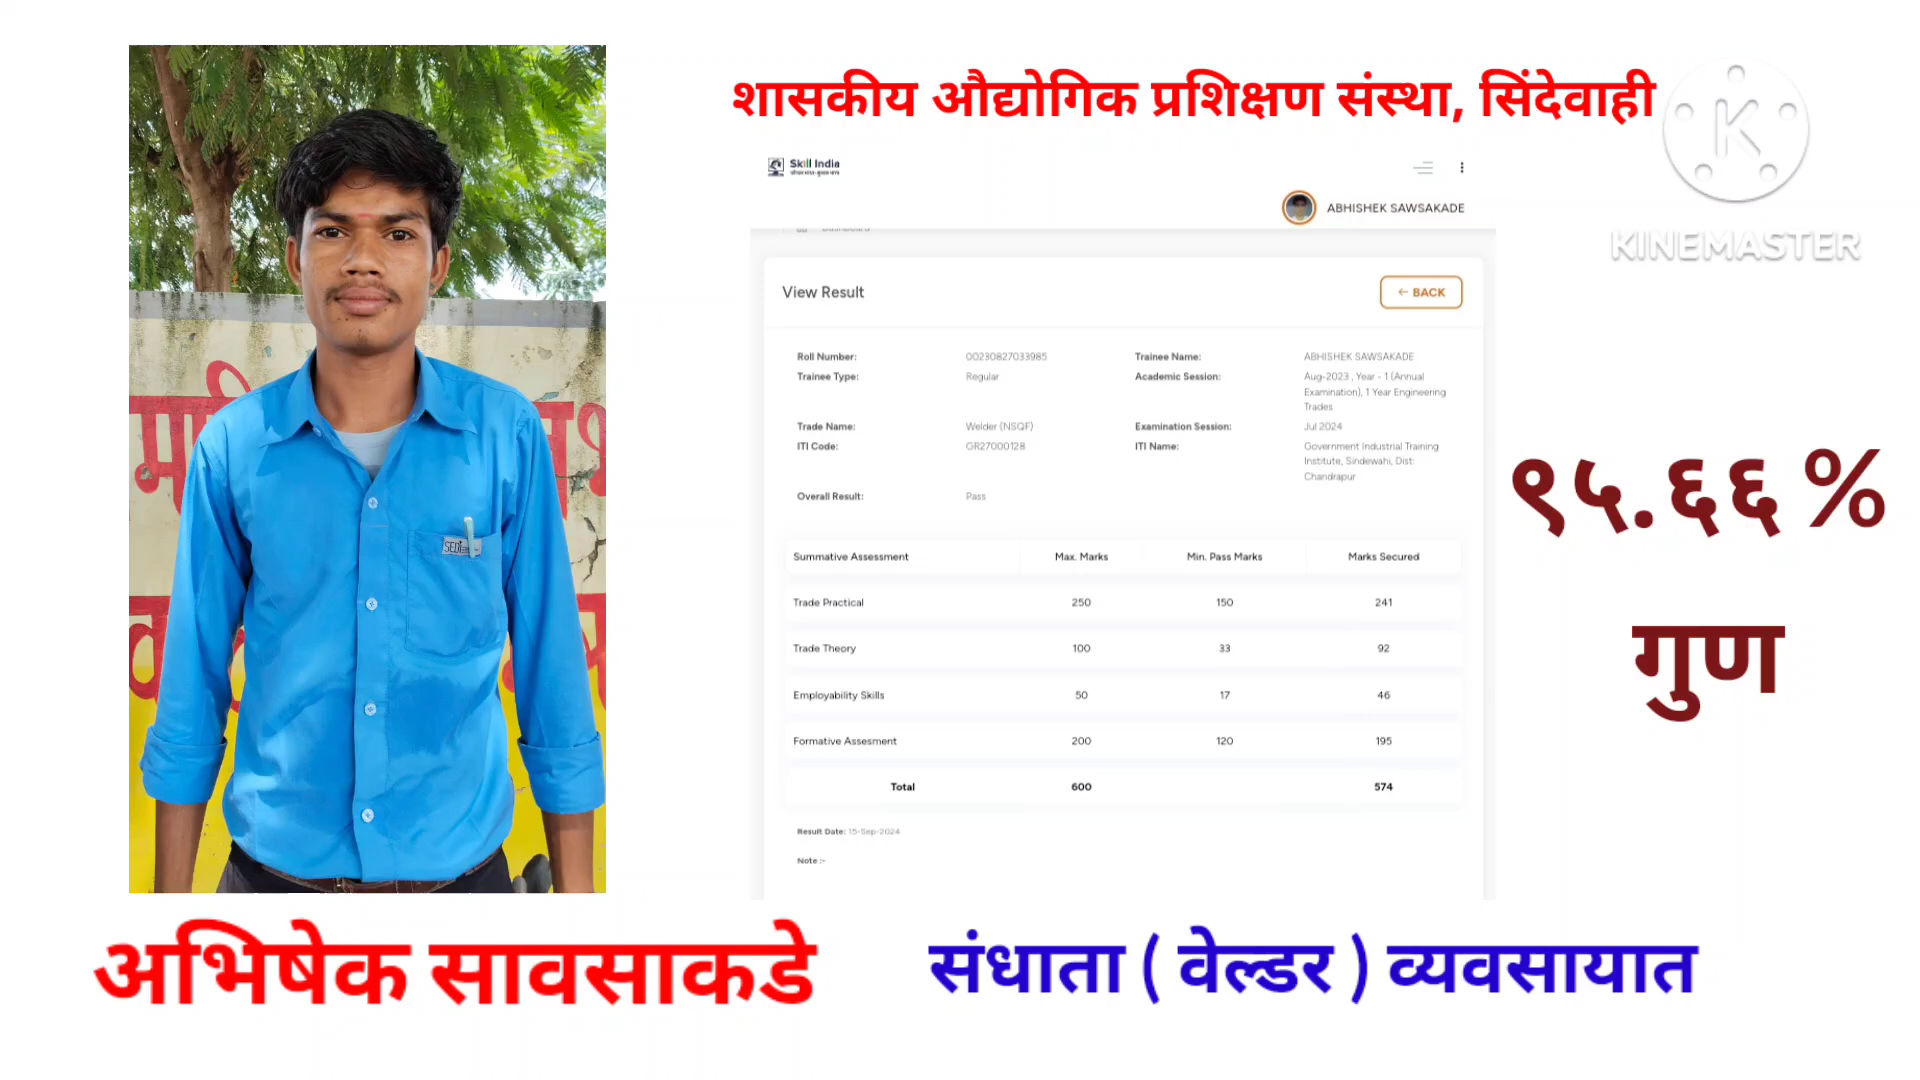 शासकीय औद्योगिक प्रशिक्षण संस्था, सिंदेवाही
K
KINEMASTER
Skill India
ABHISHEK SAWSAKADE
Dashboard
View Result
← BACK
Roll Number: 00230827033985 Trainee Name: ABHISHEK SAWSAKADE
Trainee Type: Regular Academic Session: Aug-2023 , Year - 1 (Annual
Examination), 1 Year Engineering
Trades
Trade Name: Welder (NSQF) Examination Session: Jul 2024
ITI Code: GR27000128 ITI Name: Government Industrial Training
Institute, Sindewahi, Dist:
Chandrapur
Overall Result: Pass
Summative Assessment Max. Marks Min. Pass Marks Marks Secured
Trade Practical 250 150 241
Trade Theory 100 33 92
Employability Skills 50 17 46
Formative Assesment 200 120 195
Total 600 574
Result Date: 15-Sep-2024
Note :-
९५.६६ %
गुण
SEDI
अभिषेक सावसाकडे
संधाता ( वेल्डर ) व्यवसायात